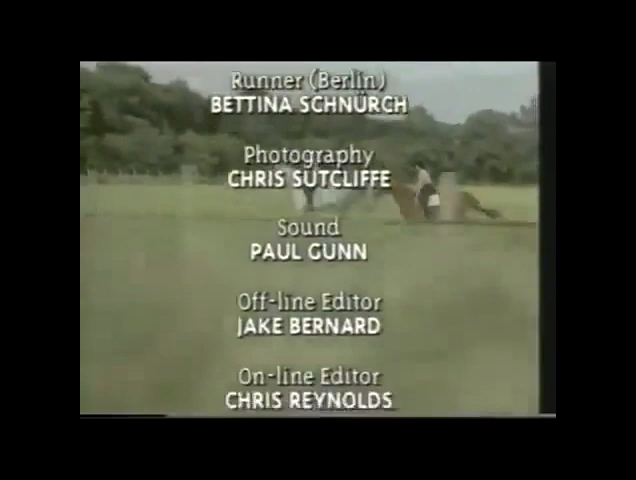 Runner (Berlin)
BETTINA SCHNÜRCH
Photography
CHRIS SUTCLIFFE
Sound
PAUL GUNN
Off-line Editor
JAKE BERNARD
On-line Editor
CHRIS REYNOLDS